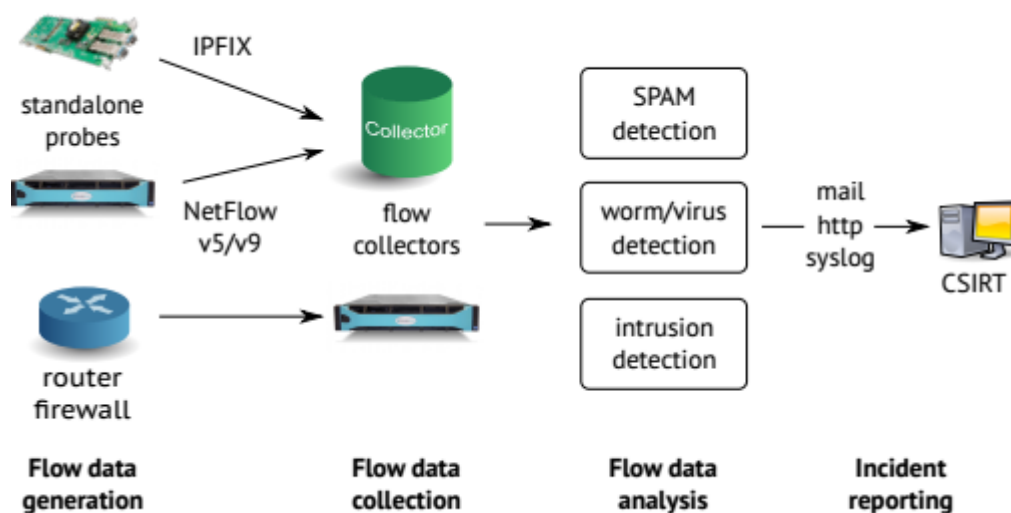 IPFIX
standalone
probes
NetFlow
v5/v9
router
firewall
Collector
flow
collectors
SPAM
detection
worm/virus
detection
intrusion
detection
mail
http
syslog
CSIRT
Flow data
generation
Flow data
collection
Flow data
analysis
Incident
reporting